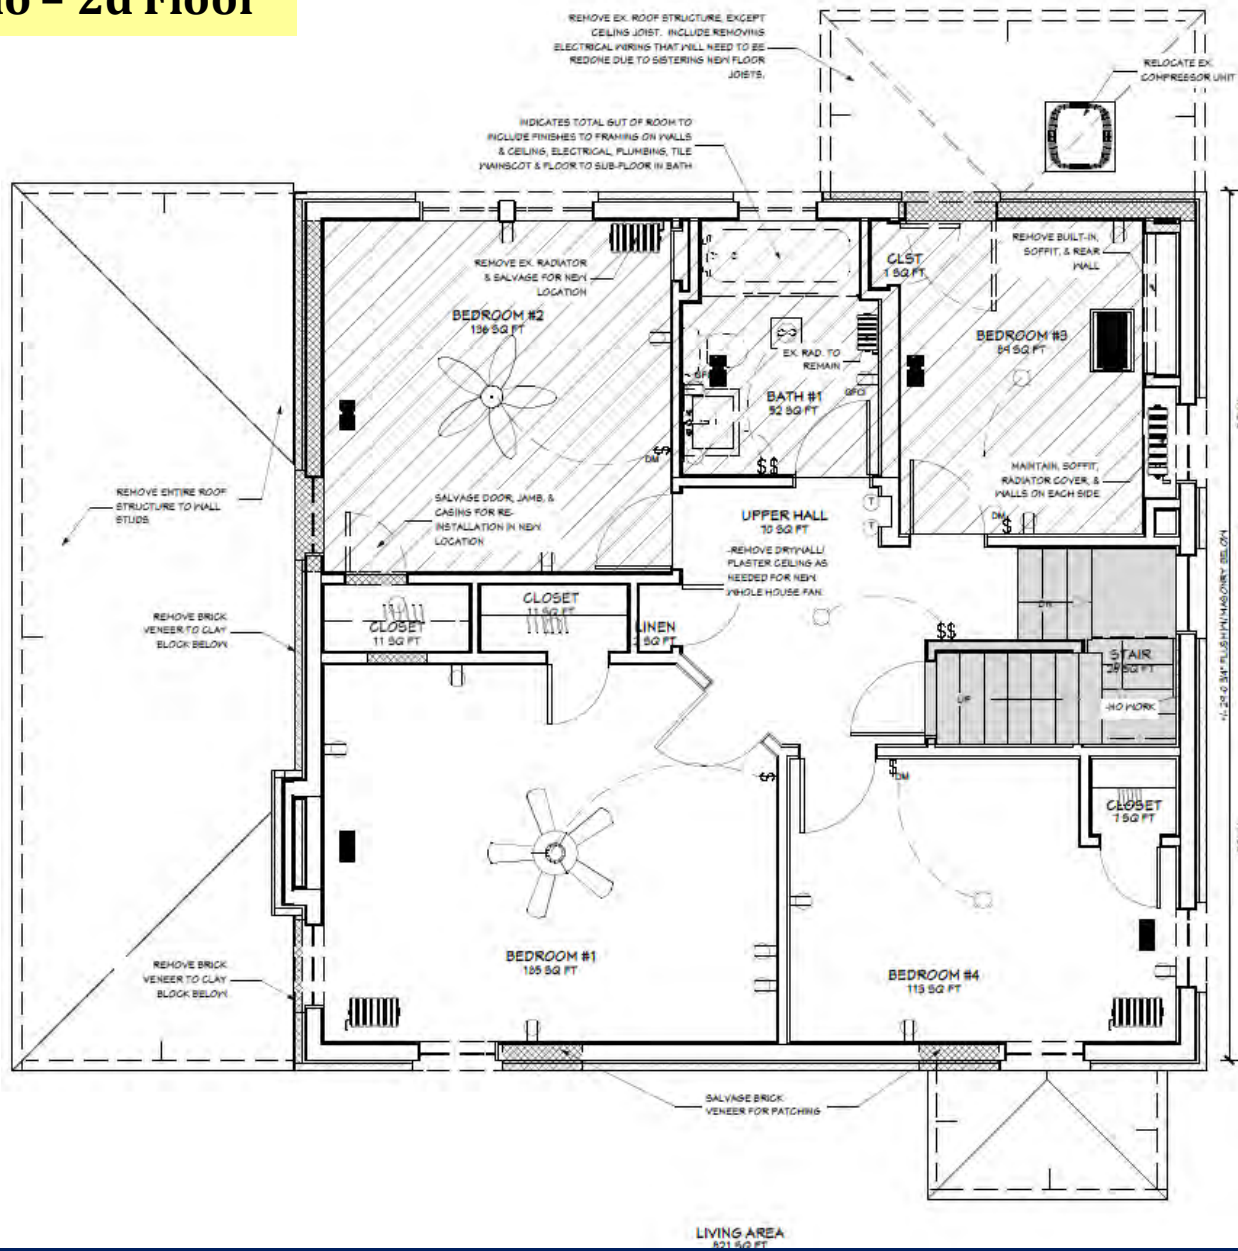 2d Floor
REMOVE EX. ROOF STRUCTURE, EXCEPT
CEILING JOIST. INCLUDE REMOVING
ELECTRICAL WIRING THAT WILL NEED TO BE
REDONE DUE TO SISTERING NEW FLOOR
JOISTS.
RELOCATE EX.
COMPRESSOR UNIT
INDICATES TOTAL GUT OF ROOM TO
INCLUDE FINISHES TO FRAMING ON WALLS
& CEILING, ELECTRICAL, PLUMBING, TILE
WAINSCOT & FLOOR TO SUB-FLOOR IN BATH
REMOVE EX. RADIATOR
& SALVAGE FOR NEW
LOCATION
CLST
1 SQ FT
REMOVE BUILT-IN,
SOFFIT, & REAR
WALL
BEDROOM #2
136 SQ FT
EX. RAD. TO
REMAIN
BEDROOM #3
BATH #1
52 SQ FT
GFCI
DM
REMOVE ENTIRE ROOF
STRUCTURE TO WALL
STUDS
SALVAGE DOOR, JAMB, &
CASING FOR RE-
INSTALLATION IN NEW
LOCATION
MAINTAIN, SOFFIT,
RADIATOR COVER, &
WALLS ON EACH SIDE
DM
$
UPPER HALL
70 SQ FT
-REMOVE DRYWALL/
PLASTER CEILING AS
NEEDED FOR NEW
WHOLE HOUSE FAN
T
T
REMOVE BRICK
VENEER TO CLAY
BLOCK BELOW
CLOSET
11 SQ FT
CLOSET
11 SQ FT
LINEN
SQ FT
$$
DN
STAIR
UP
-NO WORK
$
$
DM
CLOSET
7 SQ FT
BEDROOM #1
185 SQ FT
BEDROOM #4
113 SQ FT
REMOVE BRICK
VENEER TO CLAY
BLOCK BELOW
SALVAGE BRICK
VENEER FOR PATCHING
LIVING AREA
821 SQ FT